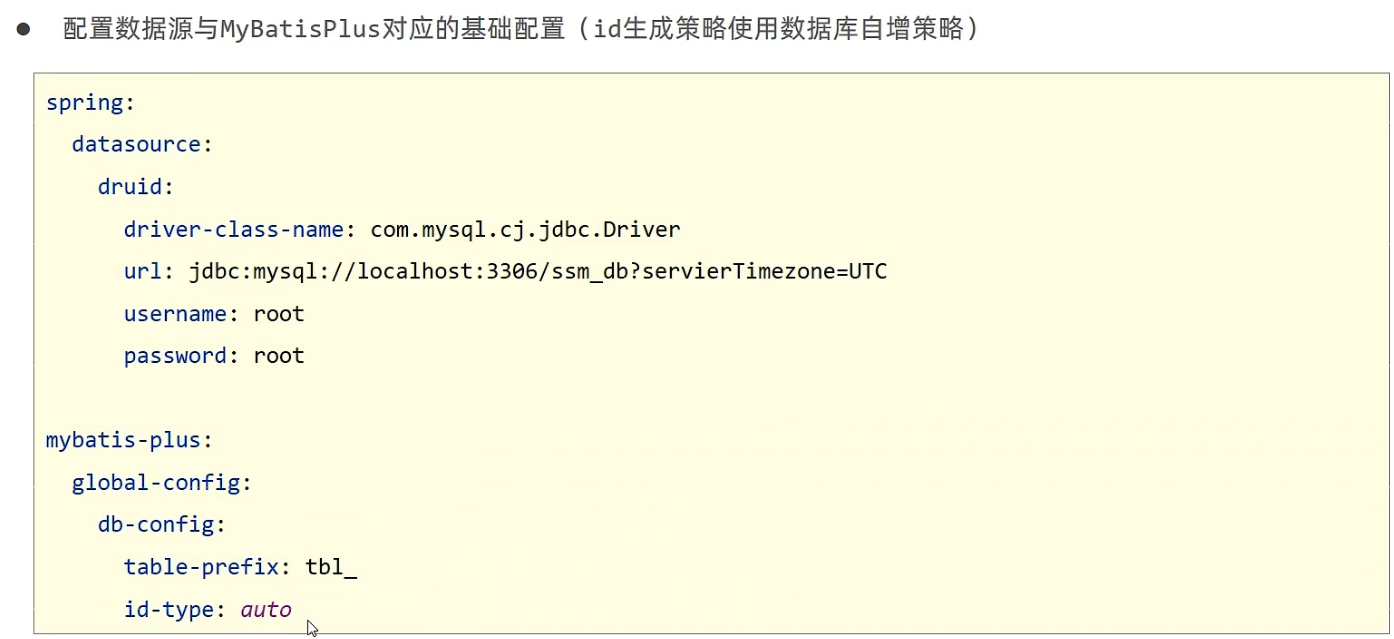 ● 配置数据源与MyBatisPlus对应的基础配置（id生成策略使用数据库自增策略）
spring:
  datasource:
    druid:
      driver-class-name: com.mysql.cj.jdbc.Driver
      url: jdbc:mysql://localhost:3306/ssm_db?servierTimezone=UTC
      username: root
      password: root
mybatis-plus:
  global-config:
    db-config:
      table-prefix: tbl_
      id-type: auto